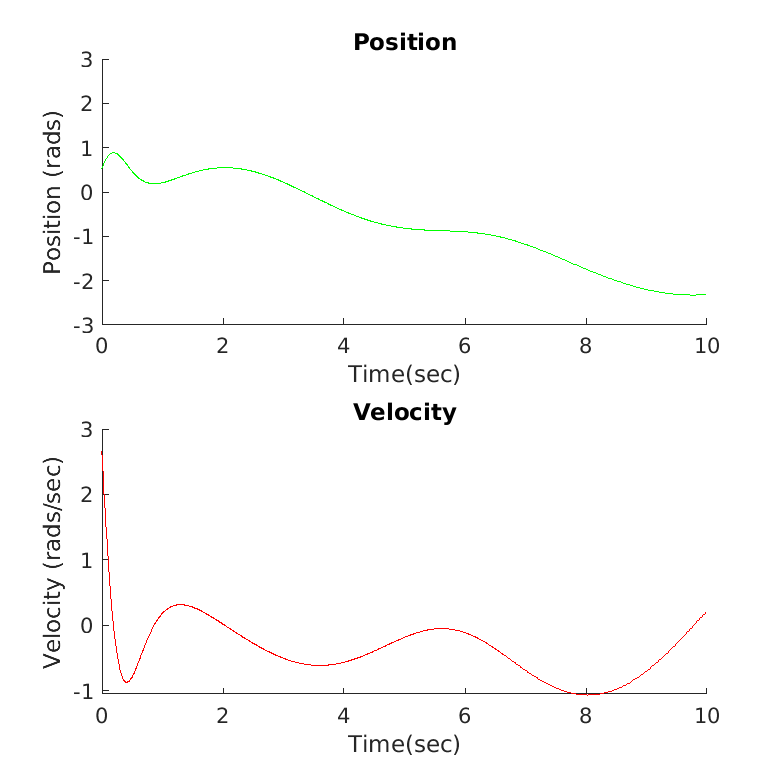 Position
3
2
1
0
-1
-2
-3
Position (rads)
0 2 4 6 8 10
Time(sec)
Velocity
3
2
1
0
-1
Velocity (rads/sec)
0 2 4 6 8 10
Time(sec)